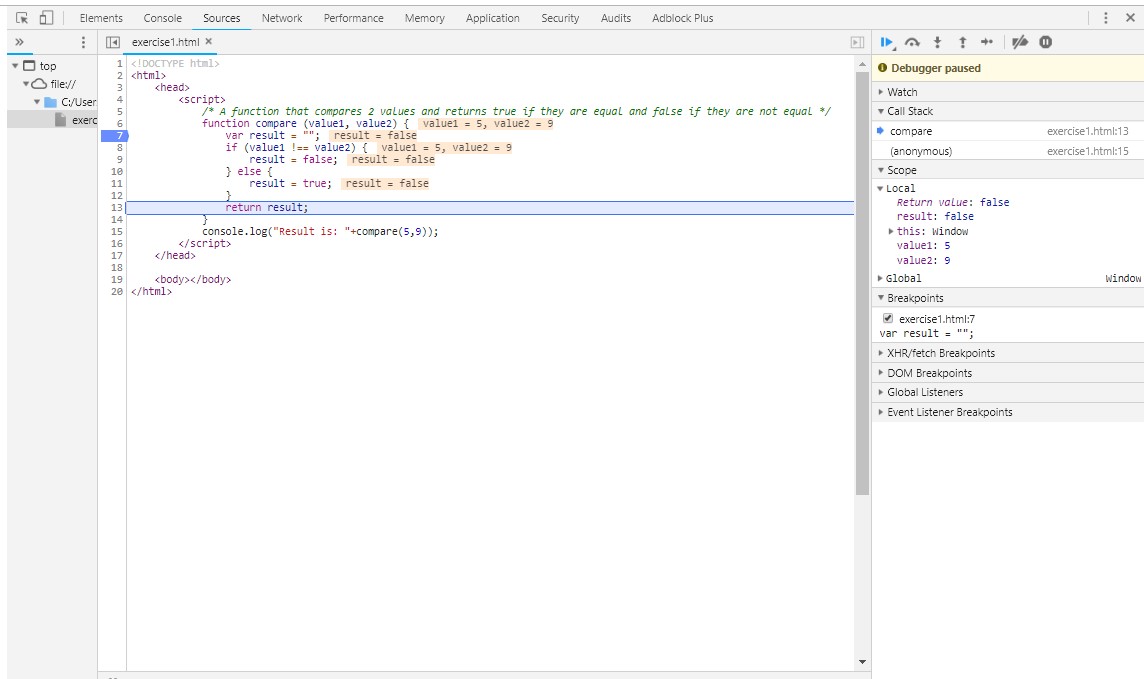 Elements Console Sources Network Performance Memory Application Security Audits Adblock Plus
exercise1.html
top
file://
C:/User
exerc
1 <!DOCTYPE html>
2 <html>
3 <head>
4 <script>
5 /* A function that compares 2 values and returns true if they are equal and false if they are not equal */
6 function compare (value1, value2) { value1 = 5, value2 = 9
7 var result = ""; result = false
8 if (value1 !== value2) { value1 = 5, value2 = 9
9 result = false; result = false
10 } else {
11 result = true; result = false
12 }
13 return result;
14 }
15 console.log("Result is: "+compare(5,9));
16 </script>
17 </head>
18
19 <body></body>
20 </html>
Debugger paused
Watch
Call Stack
compare exercise1.html:13
(anonymous) exercise1.html:15
Scope
Local
Return value: false
result: false
this: Window
value1: 5
value2: 9
Global Window
Breakpoints
exercise1.html:7
var result = "";
XHR/fetch Breakpoints
DOM Breakpoints
Global Listeners
Event Listener Breakpoints